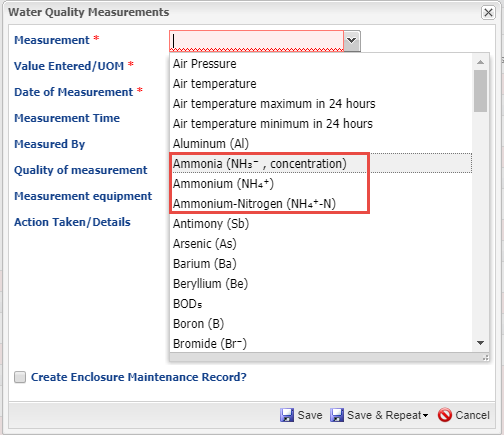 Water Quality Measurements
Measurement *
Value Entered/UOM *
Date of Measurement *
Measurement Time
Measured By
Quality of measurement
Measurement equipment
Action Taken/Details
Air Pressure
Air temperature
Air temperature maximum in 24 hours
Air temperature minimum in 24 hours
Aluminum (Al)
Ammonia (NH₃⁻ , concentration)
Ammonium (NH₄⁺)
Ammonium-Nitrogen (NH₄⁺-N)
Antimony (Sb)
Arsenic (As)
Barium (Ba)
Beryllium (Be)
BOD₅
Boron (B)
Bromide (Br⁻)
Create Enclosure Maintenance Record?
Save Save & Repeat Cancel